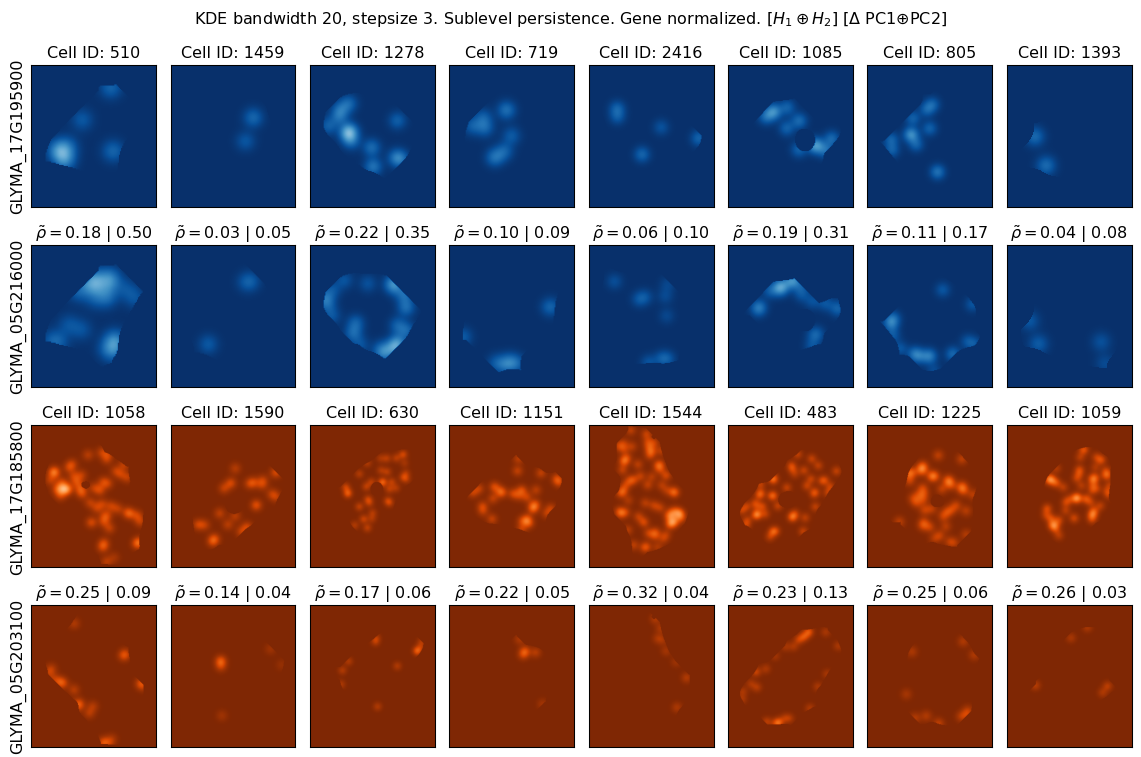 KDE bandwidth 20, stepsize 3. Sublevel persistence. Gene normalized. [H₁ ⊕ H₂] [Δ PC1⊕PC2]
Cell ID: 510 Cell ID: 1459 Cell ID: 1278 Cell ID: 719 Cell ID: 2416 Cell ID: 1085 Cell ID: 805 Cell ID: 1393
GLYMA_17G195900
ρ̃ = 0.18 | 0.50 ρ̃ = 0.03 | 0.05 ρ̃ = 0.22 | 0.35 ρ̃ = 0.10 | 0.09 ρ̃ = 0.06 | 0.10 ρ̃ = 0.19 | 0.31 ρ̃ = 0.11 | 0.17 ρ̃ = 0.04 | 0.08
GLYMA_05G216000
Cell ID: 1058 Cell ID: 1590 Cell ID: 630 Cell ID: 1151 Cell ID: 1544 Cell ID: 483 Cell ID: 1225 Cell ID: 1059
GLYMA_17G185800
ρ̃ = 0.25 | 0.09 ρ̃ = 0.14 | 0.04 ρ̃ = 0.17 | 0.06 ρ̃ = 0.22 | 0.05 ρ̃ = 0.32 | 0.04 ρ̃ = 0.23 | 0.13 ρ̃ = 0.25 | 0.06 ρ̃ = 0.26 | 0.03
GLYMA_05G203100